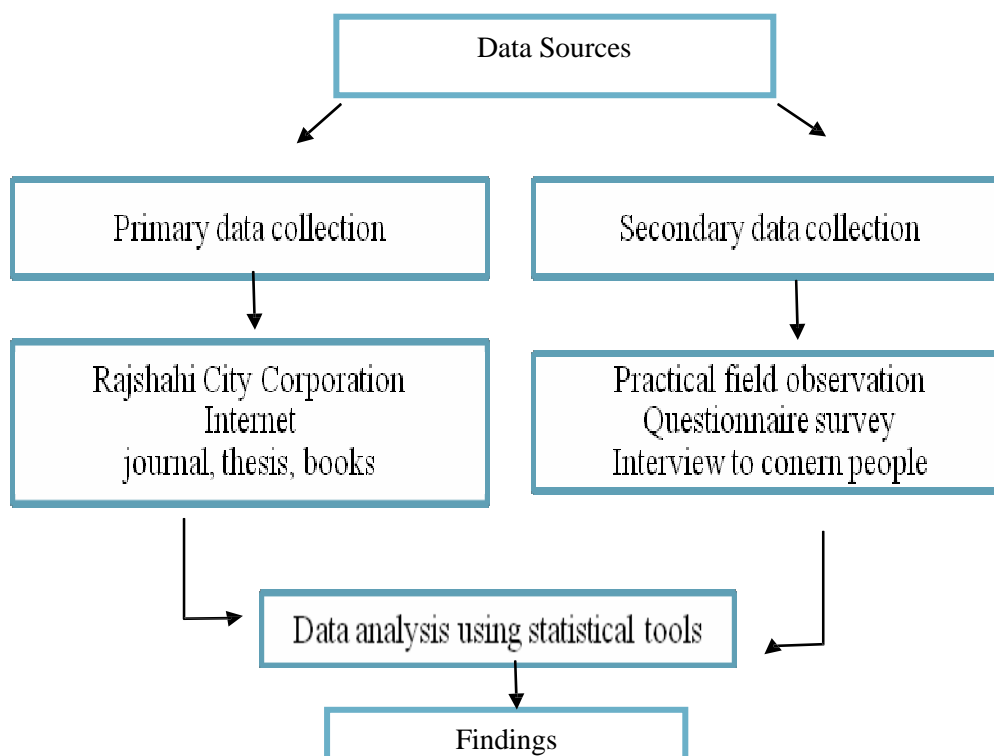 Data Sources
Primary data collection
Secondary data collection
Rajshahi City Corporation
Internet
journal, thesis, books
Practical field observation
Questionnaire survey
Interview to conern people
Data analysis using statistical tools
Findings